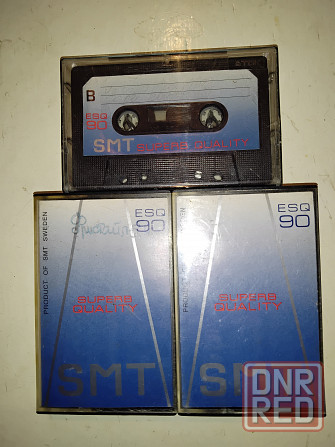 B
ESQ
90
SMT SUPERB QUALITY
PRODUCT OF SMT SWEDEN
ESQ
90
SUPERB
QUALITY
SMT
ESQ
90
SUPERB
QUALITY
SM
DNR
RED